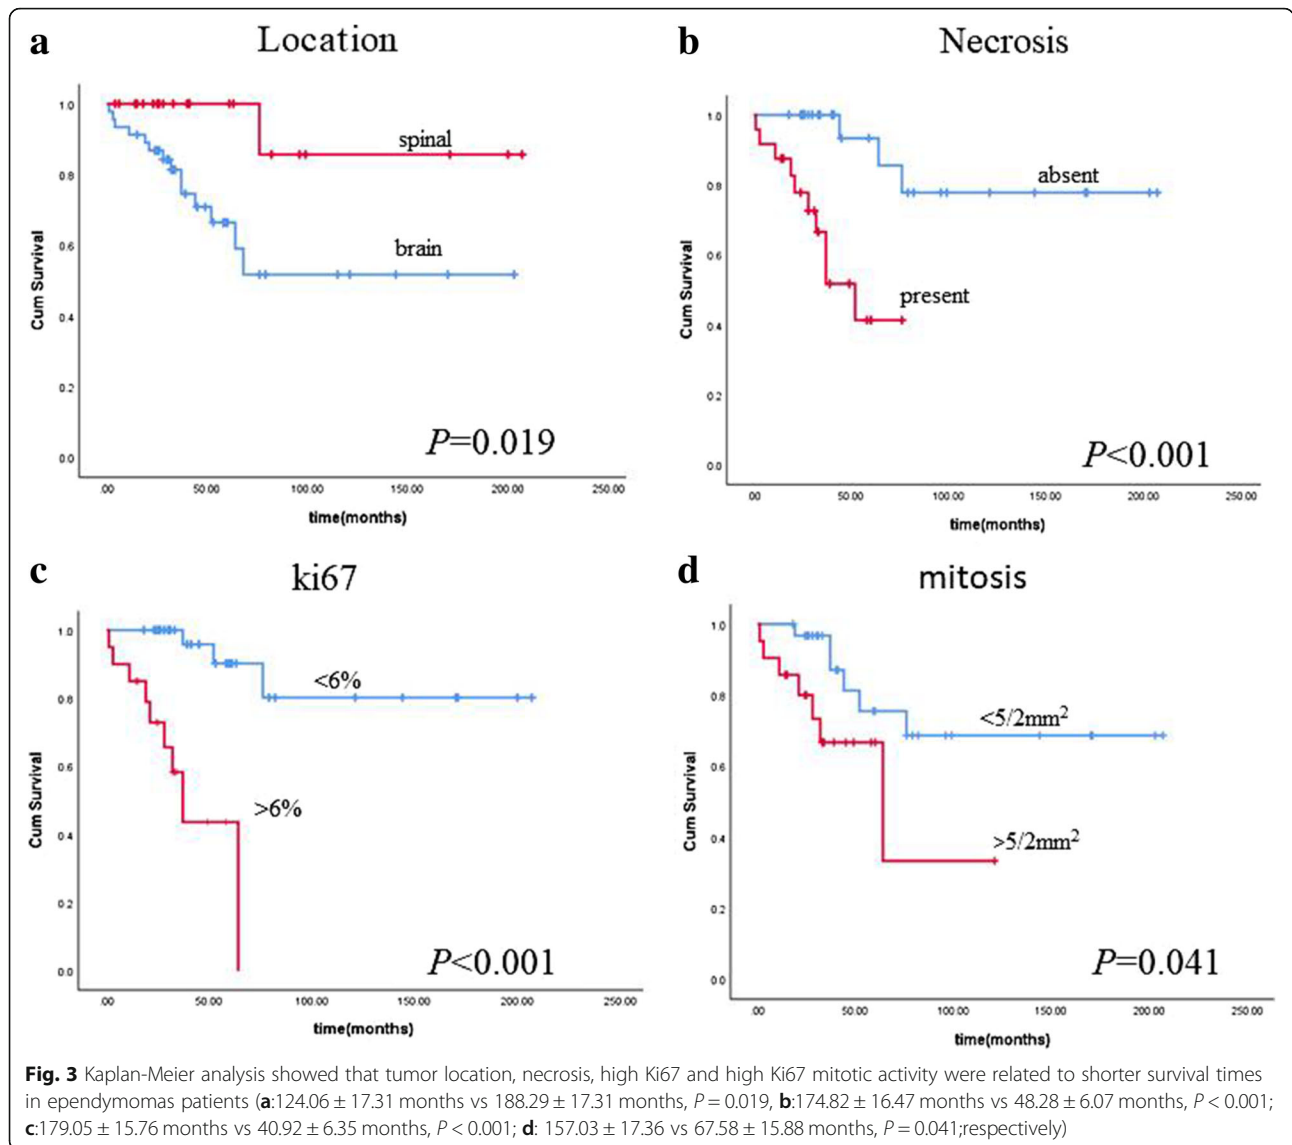 a Location
1.0
0.8
0.6
0.4
0.2
0.0
Cum Survival
spinal
brain
P=0.019
.00 50.00 100.00 150.00 200.00 250.00
time(months)
b Necrosis
1.0
0.8
0.6
0.4
0.2
0.0
Cum Survival
absent
present
P<0.001
00 50.00 100.00 150.00 200.00 250.00
time(months)
c ki67
1.0
0.8
0.6
0.4
0.2
0.0
Cum Survival
<6%
>6%
P<0.001
.00 50.00 100.00 150.00 200.00 250.00
time(months)
d mitosis
1.0
0.8
0.6
0.4
0.2
0.0
Cum Survival
<5/2mm²
>5/2mm²
P=0.041
.00 50.00 100.00 150.00 200.00 250.00
time(months)
Fig. 3 Kaplan-Meier analysis showed that tumor location, necrosis, high Ki67 and high Ki67 mitotic activity were related to shorter survival times
in ependymomas patients (a:124.06 ± 17.31 months vs 188.29 ± 17.31 months, P = 0.019, b:174.82 ± 16.47 months vs 48.28 ± 6.07 months, P < 0.001;
c:179.05 ± 15.76 months vs 40.92 ± 6.35 months, P < 0.001; d: 157.03 ± 17.36 vs 67.58 ± 15.88 months, P = 0.041;respectively)